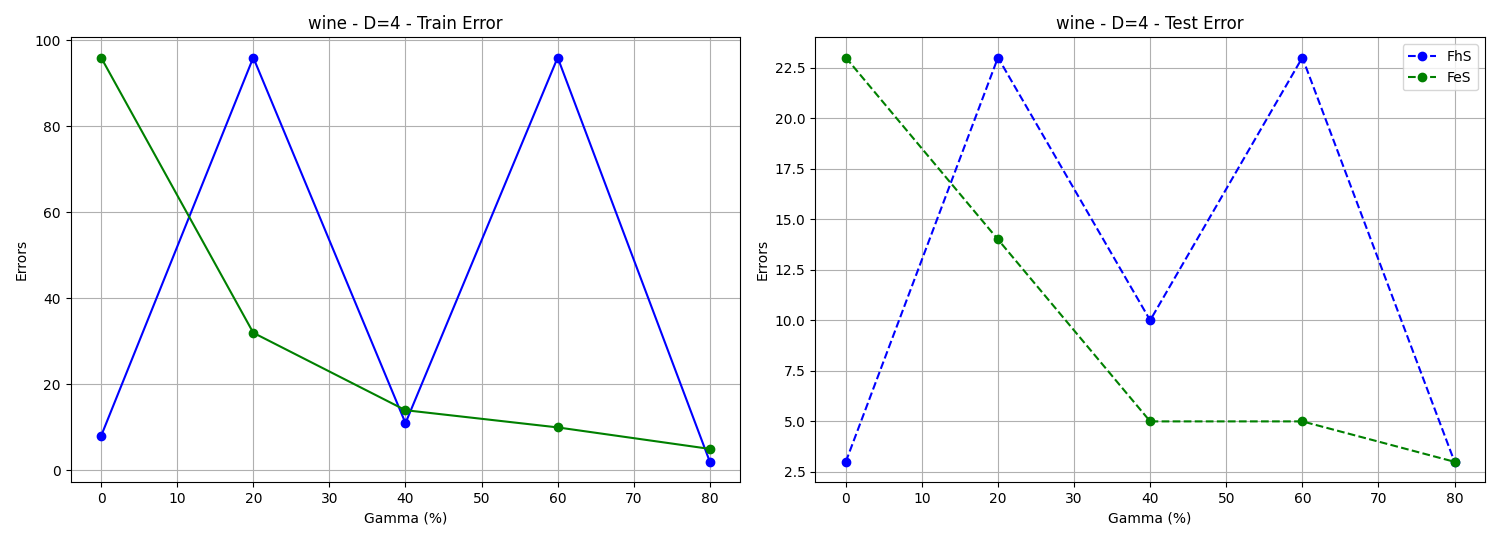 wine - D=4 - Train Error
100
80
60
40
20
0
Errors
0 10 20 30 40 50 60 70 80
Gamma (%)
wine - D=4 - Test Error
FhS
FeS
22.5
20.0
17.5
15.0
12.5
10.0
7.5
5.0
2.5
Errors
0 10 20 30 40 50 60 70 80
Gamma (%)